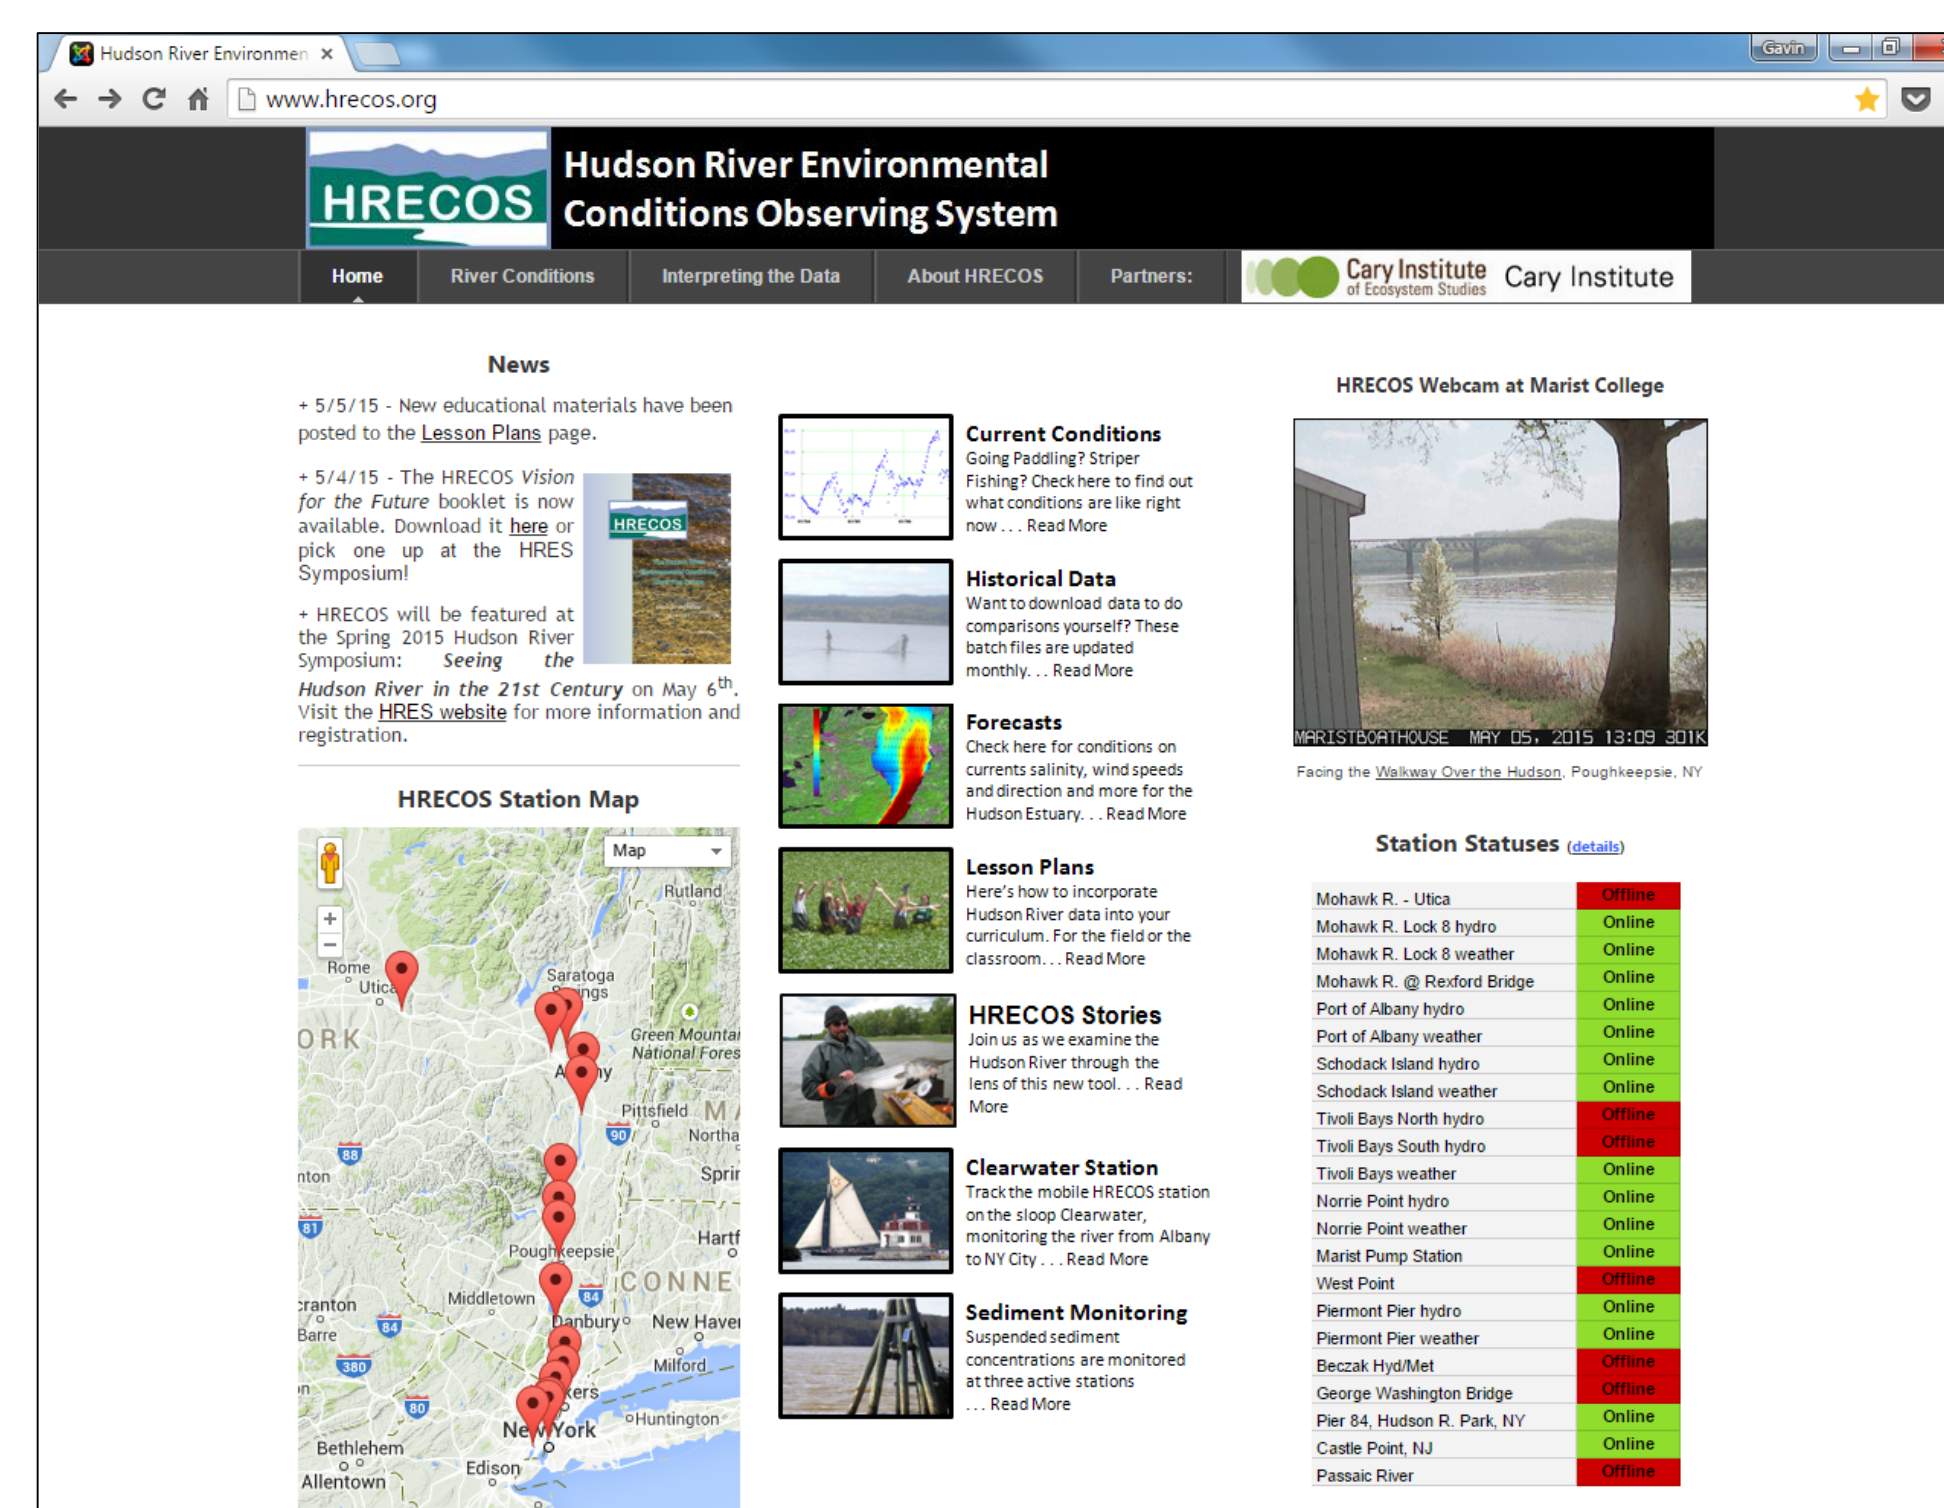 Hudson River Environmen
Gavin
www.hrecos.org
HRECOS
Hudson River Environmental
Conditions Observing System
Home
River Conditions
Interpreting the Data
About HRECOS
Partners:
Cary Institute
of Ecosystem Studies
Cary Institute
News
+ 5/5/15 - New educational materials have been
posted to the Lesson Plans page.
+ 5/4/15 - The HRECOS Vision
for the Future booklet is now
available. Download it here or
pick one up at the HRES
Symposium!
HRECOS
+ HRECOS will be featured at
the Spring 2015 Hudson River
Symposium: Seeing the
Hudson River in the 21st Century on May 6th.
Visit the HRES website for more information and
registration.
HRECOS Station Map
Map
Rutland
Rome
Utica
Saratoga
Springs
ORK
Green Mountai
National Fores
Albany
Pittsfield
MA
90
Northa
88
nton
Sprin
81
Hartf
Poughkeepsie
CONNE
Middletown
84
cranton
Danbury
New Haven
Barre
84
Milford
380
on
80
kers
New York
Huntington
Bethlehem
Edison
Allentown
Current Conditions
Going Paddling? Striper
Fishing? Check here to find out
what conditions are like right
now . . . Read More
Historical Data
Want to download data to do
comparisons yourself? These
batch files are updated
monthly. . . Read More
Forecasts
Check here for conditions on
currents salinity, wind speeds
and direction and more for the
Hudson Estuary. . . Read More
Lesson Plans
Here's how to incorporate
Hudson River data into your
curriculum. For the field or the
classroom. . . Read More
HRECOS Stories
Join us as we examine the
Hudson River through the
lens of this new tool. . . Read
More
Clearwater Station
Track the mobile HRECOS station
on the sloop Clearwater,
monitoring the river from Albany
to NY City . . . Read More
Sediment Monitoring
Suspended sediment
concentrations are monitored
at three active stations
. . . Read More
HRECOS Webcam at Marist College
MARISTBOATHOUSE MAY 05, 2015 13:09 301K
Facing the Walkway Over the Hudson, Poughkeepsie, NY
Station Statuses (details)
Mohawk R. - Utica Offline
Mohawk R. Lock 8 hydro Online
Mohawk R. Lock 8 weather Online
Mohawk R. @ Rexford Bridge Online
Port of Albany hydro Online
Port of Albany weather Online
Schodack Island hydro Online
Schodack Island weather Online
Tivoli Bays North hydro Offline
Tivoli Bays South hydro Offline
Tivoli Bays weather Online
Norrie Point hydro Online
Norrie Point weather Online
Marist Pump Station Online
West Point Offline
Piermont Pier hydro Online
Piermont Pier weather Online
Beczak Hyd/Met Offline
George Washington Bridge Offline
Pier 84, Hudson R. Park, NY Online
Castle Point, NJ Online
Passaic River Offline